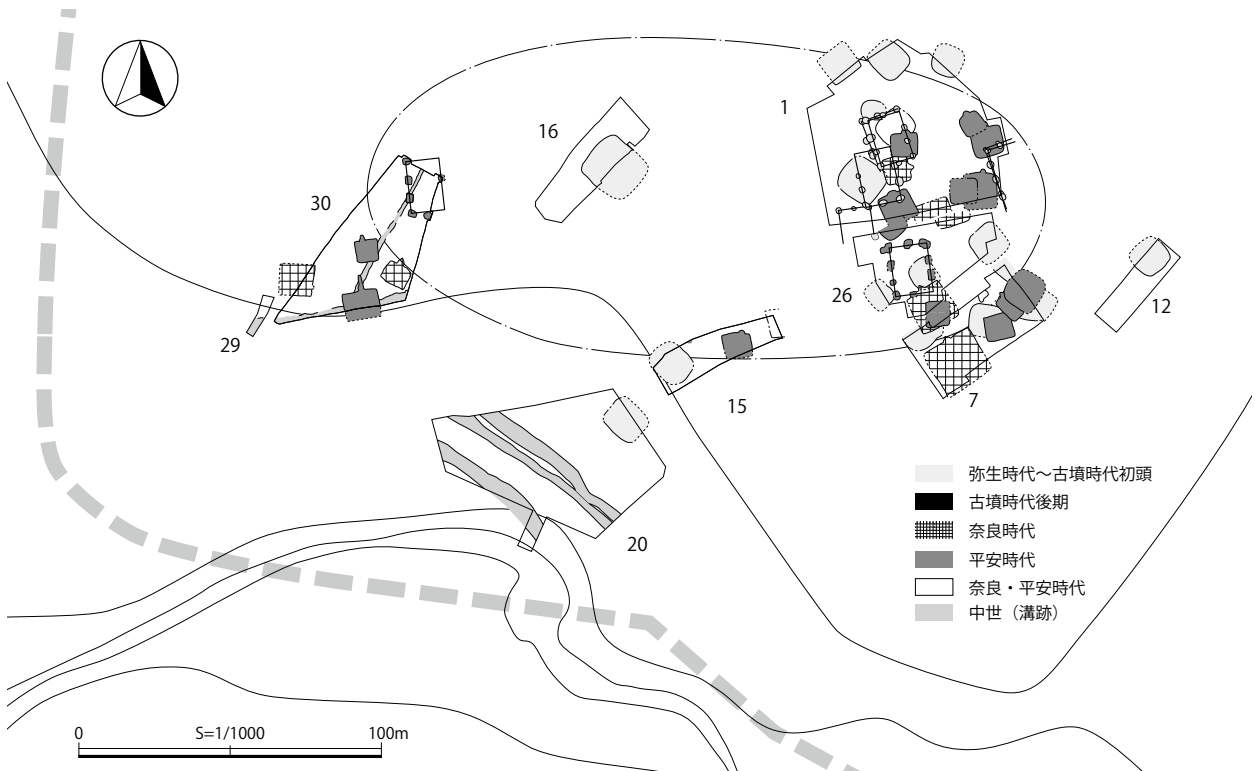 1
16
30
26
12
29
15
7
20
弥生時代～古墳時代初頭
古墳時代後期
奈良時代
平安時代
奈良・平安時代
中世（溝跡）
0 S=1/1000 100m